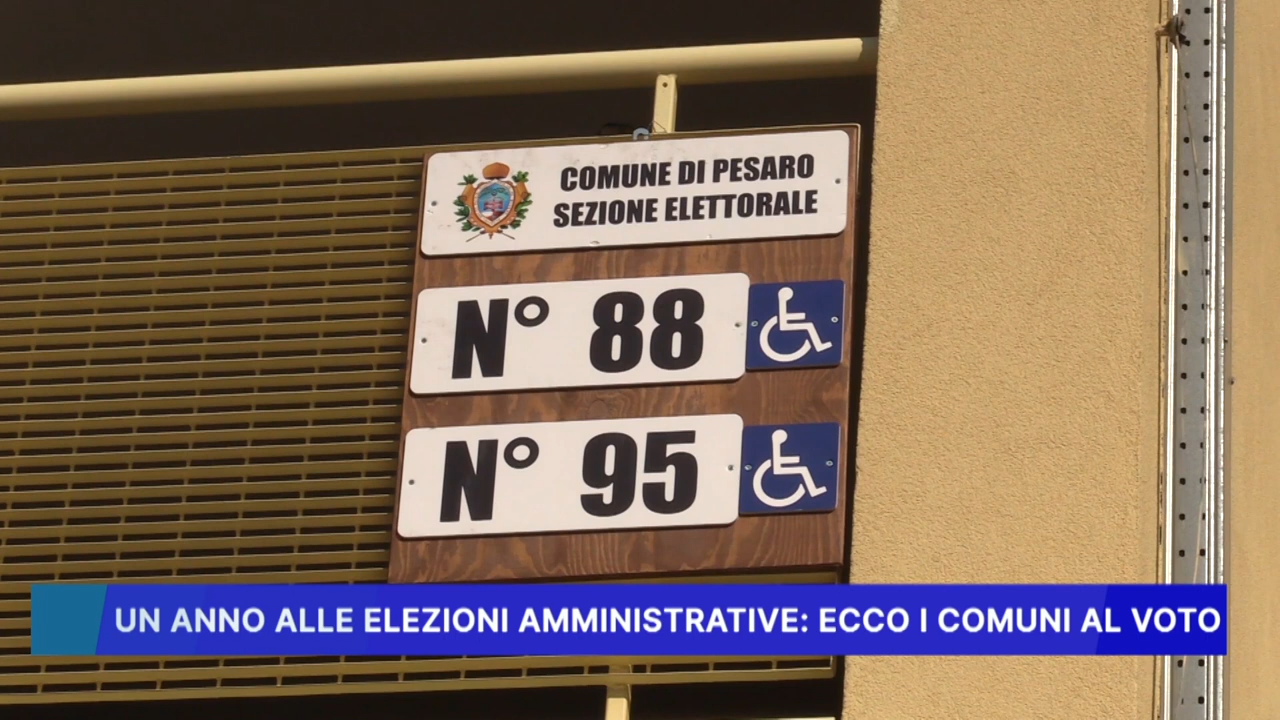 COMUNE DI PESARO
SEZIONE ELETTORALE
N° 88
N° 95
UN ANNO ALLE ELEZIONI AMMINISTRATIVE: ECCO I COMUNI AL VOTO